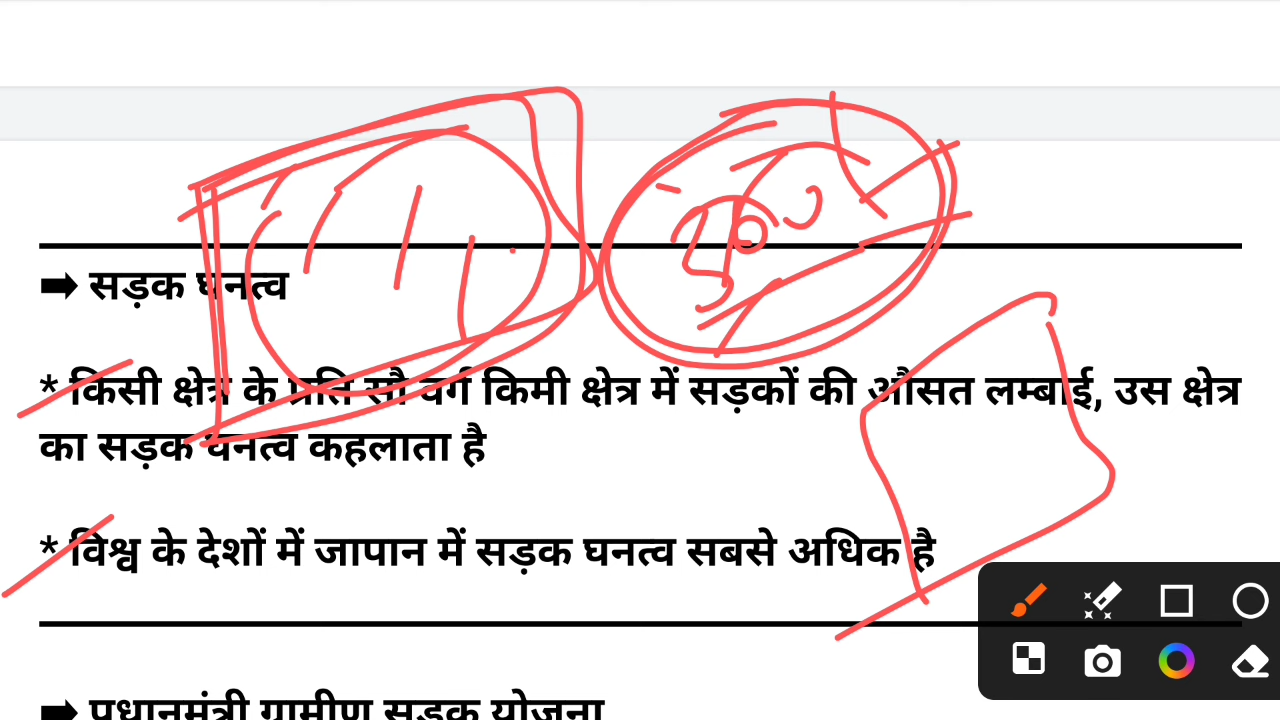 ➡ सड़क घनत्व
* किसी क्षेत्र के प्रति सौ वर्ग किमी क्षेत्र में सड़कों की औसत लम्बाई, उस क्षेत्र
का सड़क घनत्व कहलाता है
* विश्व के देशों में जापान में सड़क घनत्व सबसे अधिक है
➡ प्रधानमंत्री ग्रामीण सड़क योजना